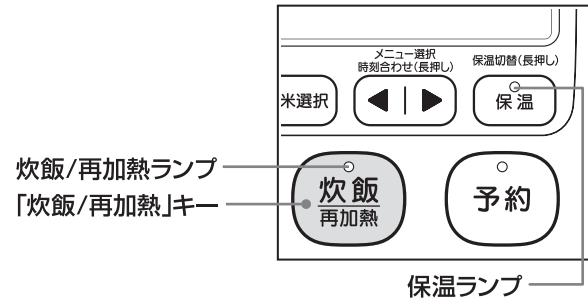 メニュー選択
時刻合わせ(長押し)
保温切替(長押し)
米選択
保温
炊飯/再加熱ランプ
「炊飯/再加熱」キー
炊飯
再加熱
予約
保温ランプ